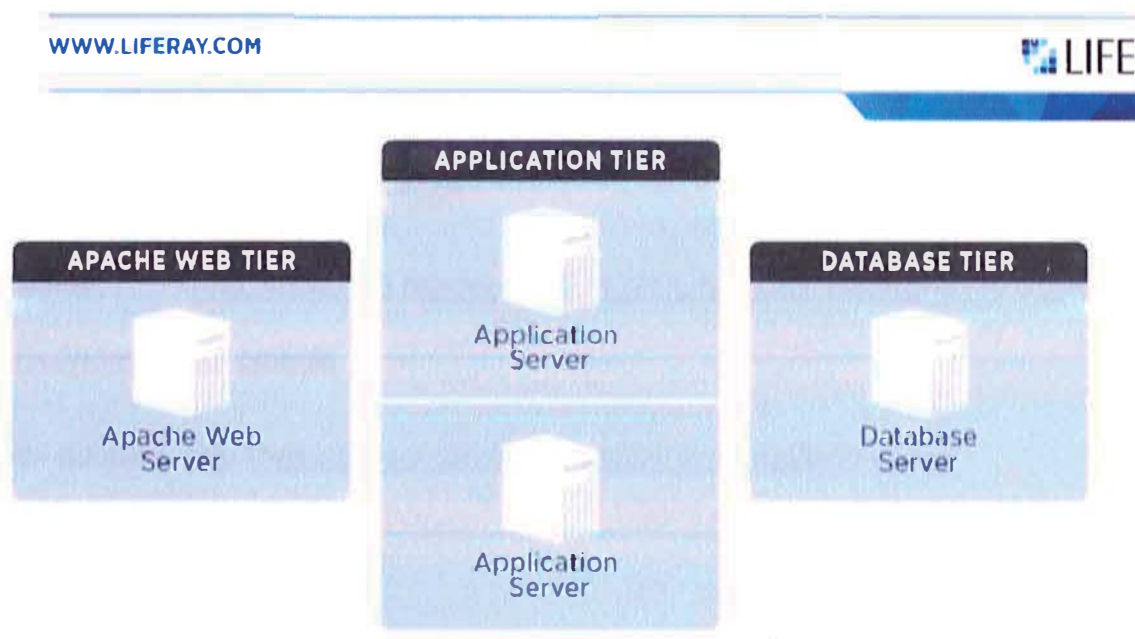 WWW.LIFERAY.COM
LIFE
APPLICATION TIER
Application
Server
APACHE WEB TIER
Apache Web
Server
DATABASE TIER
Database
Server
Application
Server